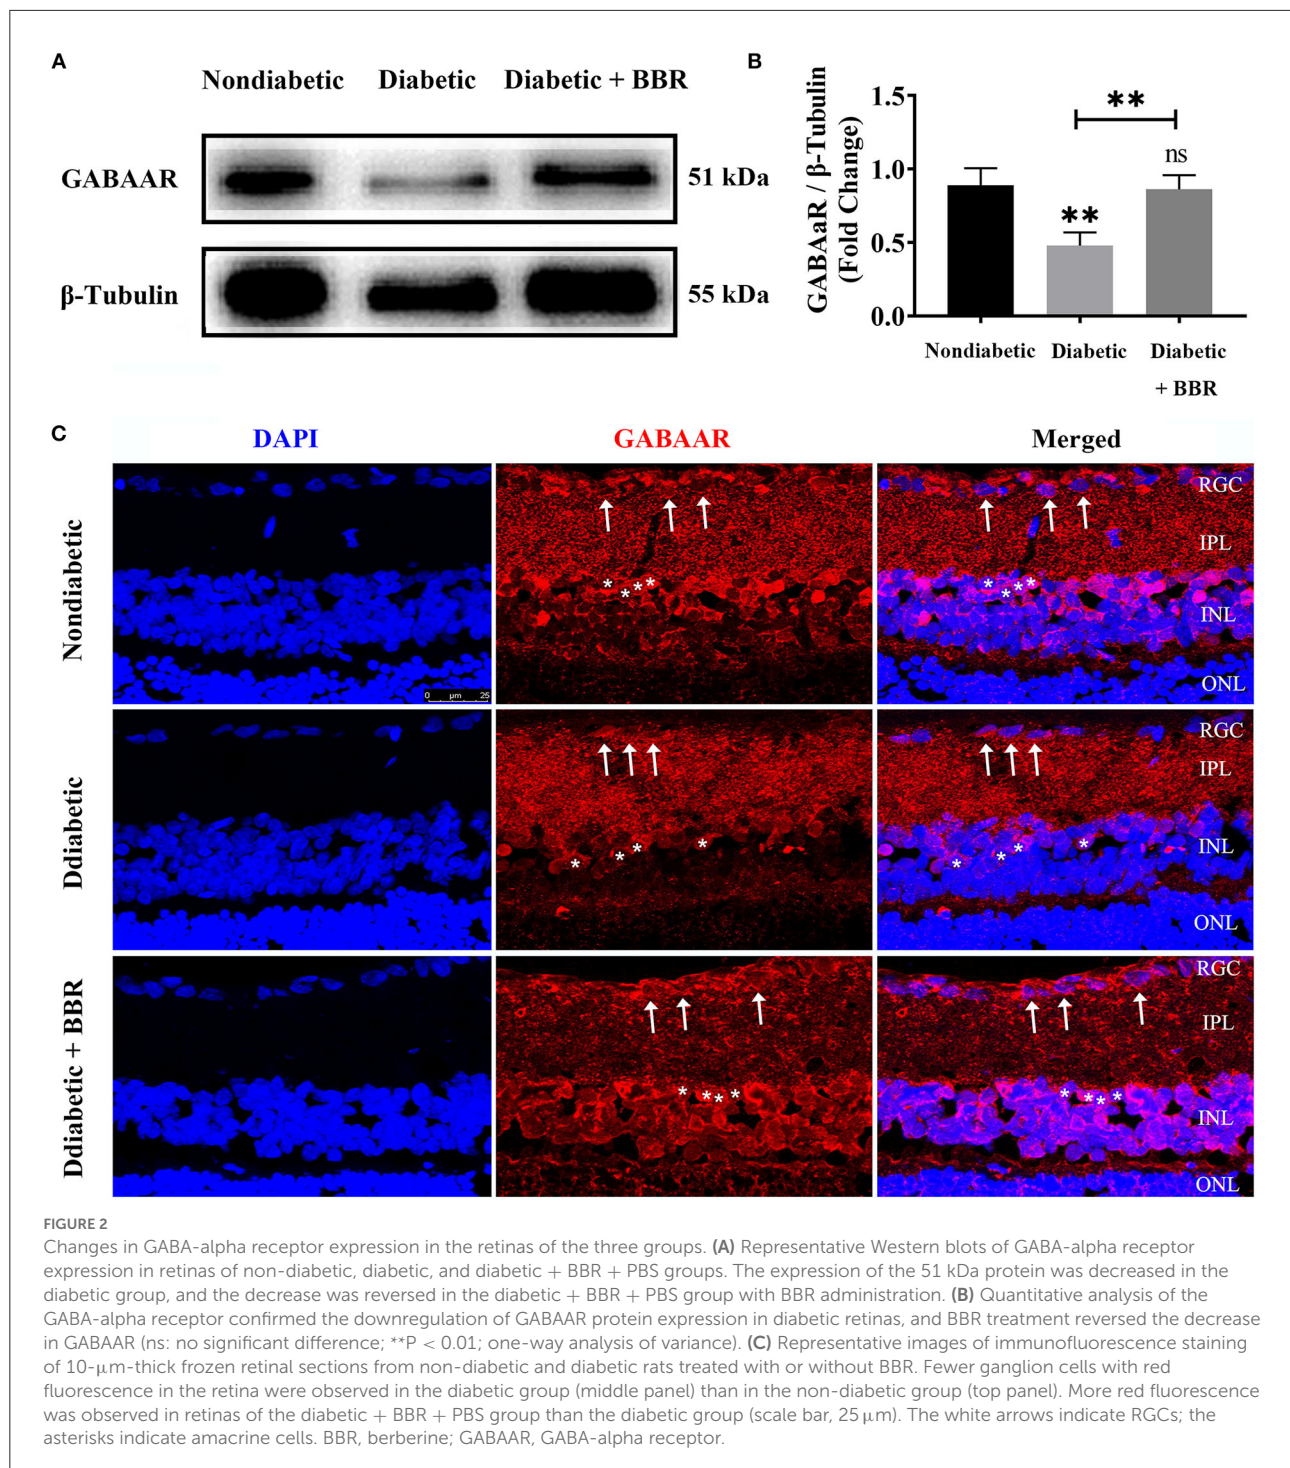 A
Nondiabetic Diabetic Diabetic + BBR
GABAAR 51 kDa
β-Tubulin 55 kDa
B
GABAaR / β-Tubulin
(Fold Change)
1.5
1.0
0.5
0.0
**
**
ns
Nondiabetic Diabetic Diabetic
+ BBR
C
DAPI GABAAR Merged
Nondiabetic
0 µm 25
* * * *
* * * *
RGC
IPL
INL
ONL
Ddiabetic
* * * *
* * * *
RGC
IPL
INL
ONL
Ddiabetic + BBR
* * * *
* * * *
RGC
IPL
INL
ONL
FIGURE 2
Changes in GABA-alpha receptor expression in the retinas of the three groups. (A) Representative Western blots of GABA-alpha receptor
expression in retinas of non-diabetic, diabetic, and diabetic + BBR + PBS groups. The expression of the 51 kDa protein was decreased in the
diabetic group, and the decrease was reversed in the diabetic + BBR + PBS group with BBR administration. (B) Quantitative analysis of the
GABA-alpha receptor confirmed the downregulation of GABAAR protein expression in diabetic retinas, and BBR treatment reversed the decrease
in GABAAR (ns: no significant difference; **P < 0.01; one-way analysis of variance). (C) Representative images of immunofluorescence staining
of 10-µm-thick frozen retinal sections from non-diabetic and diabetic rats treated with or without BBR. Fewer ganglion cells with red
fluorescence in the retina were observed in the diabetic group (middle panel) than in the non-diabetic group (top panel). More red fluorescence
was observed in retinas of the diabetic + BBR + PBS group than the diabetic group (scale bar, 25 µm). The white arrows indicate RGCs; the
asterisks indicate amacrine cells. BBR, berberine; GABAAR, GABA-alpha receptor.